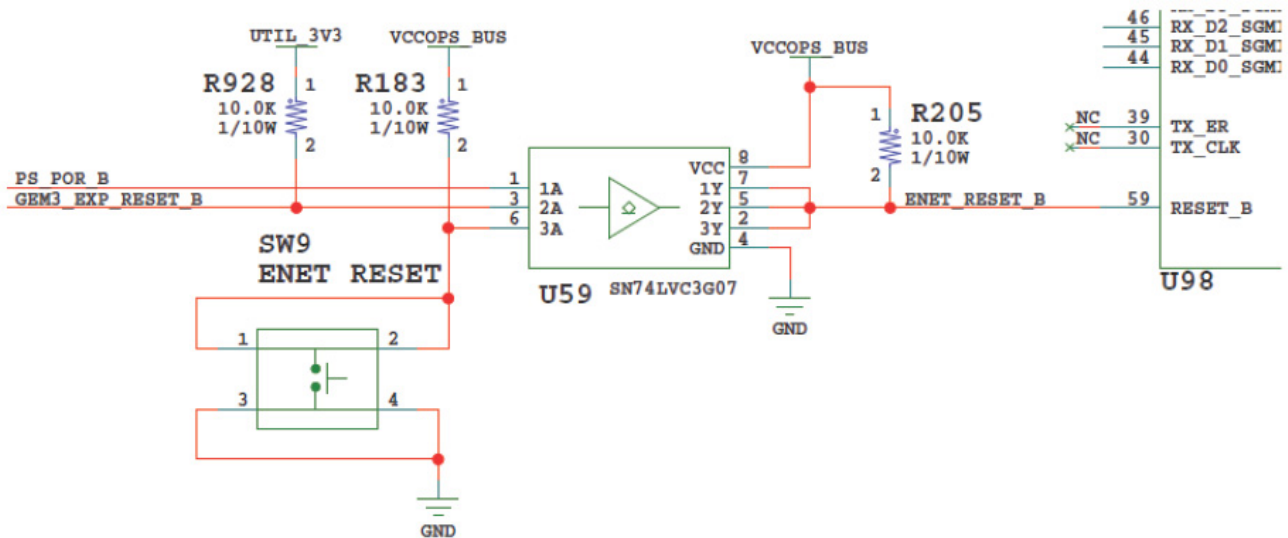 UTIL_3V3
VCCOPS_BUS
VCCOPS_BUS
R928
10.0K
1/10W
1
2
R183
10.0K
1/10W
1
2
R205
10.0K
1/10W
1
2
46
RX_D2_SGMI
45
RX_D1_SGMI
44
RX_D0_SGMI
NC
39
TX_ER
NC
30
TX_CLK
PS_POR_B
GEM3_EXP_RESET_B
1
1A
3
2A
6
3A
VCC
8
1Y
7
2Y
5
3Y
2
GND
4
ENET_RESET_B
59
RESET_B
U98
SW9
ENET RESET
U59
SN74LVC3G07
GND
1
2
3
4
GND